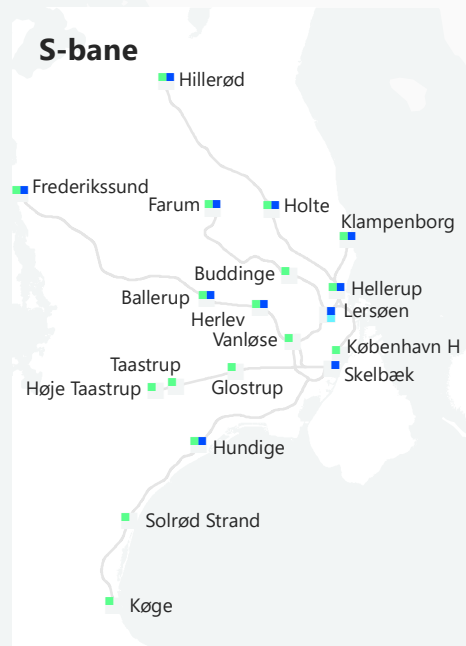 S-bane
Hillerød
Frederikssund
Farum
Holte
Klampenborg
Buddinge
Hellerup
Ballerup
Lersøen
Herlev
Vanløse
København H
Taastrup
Skelbæk
Høje Taastrup
Glostrup
Hundige
Solrød Strand
Køge